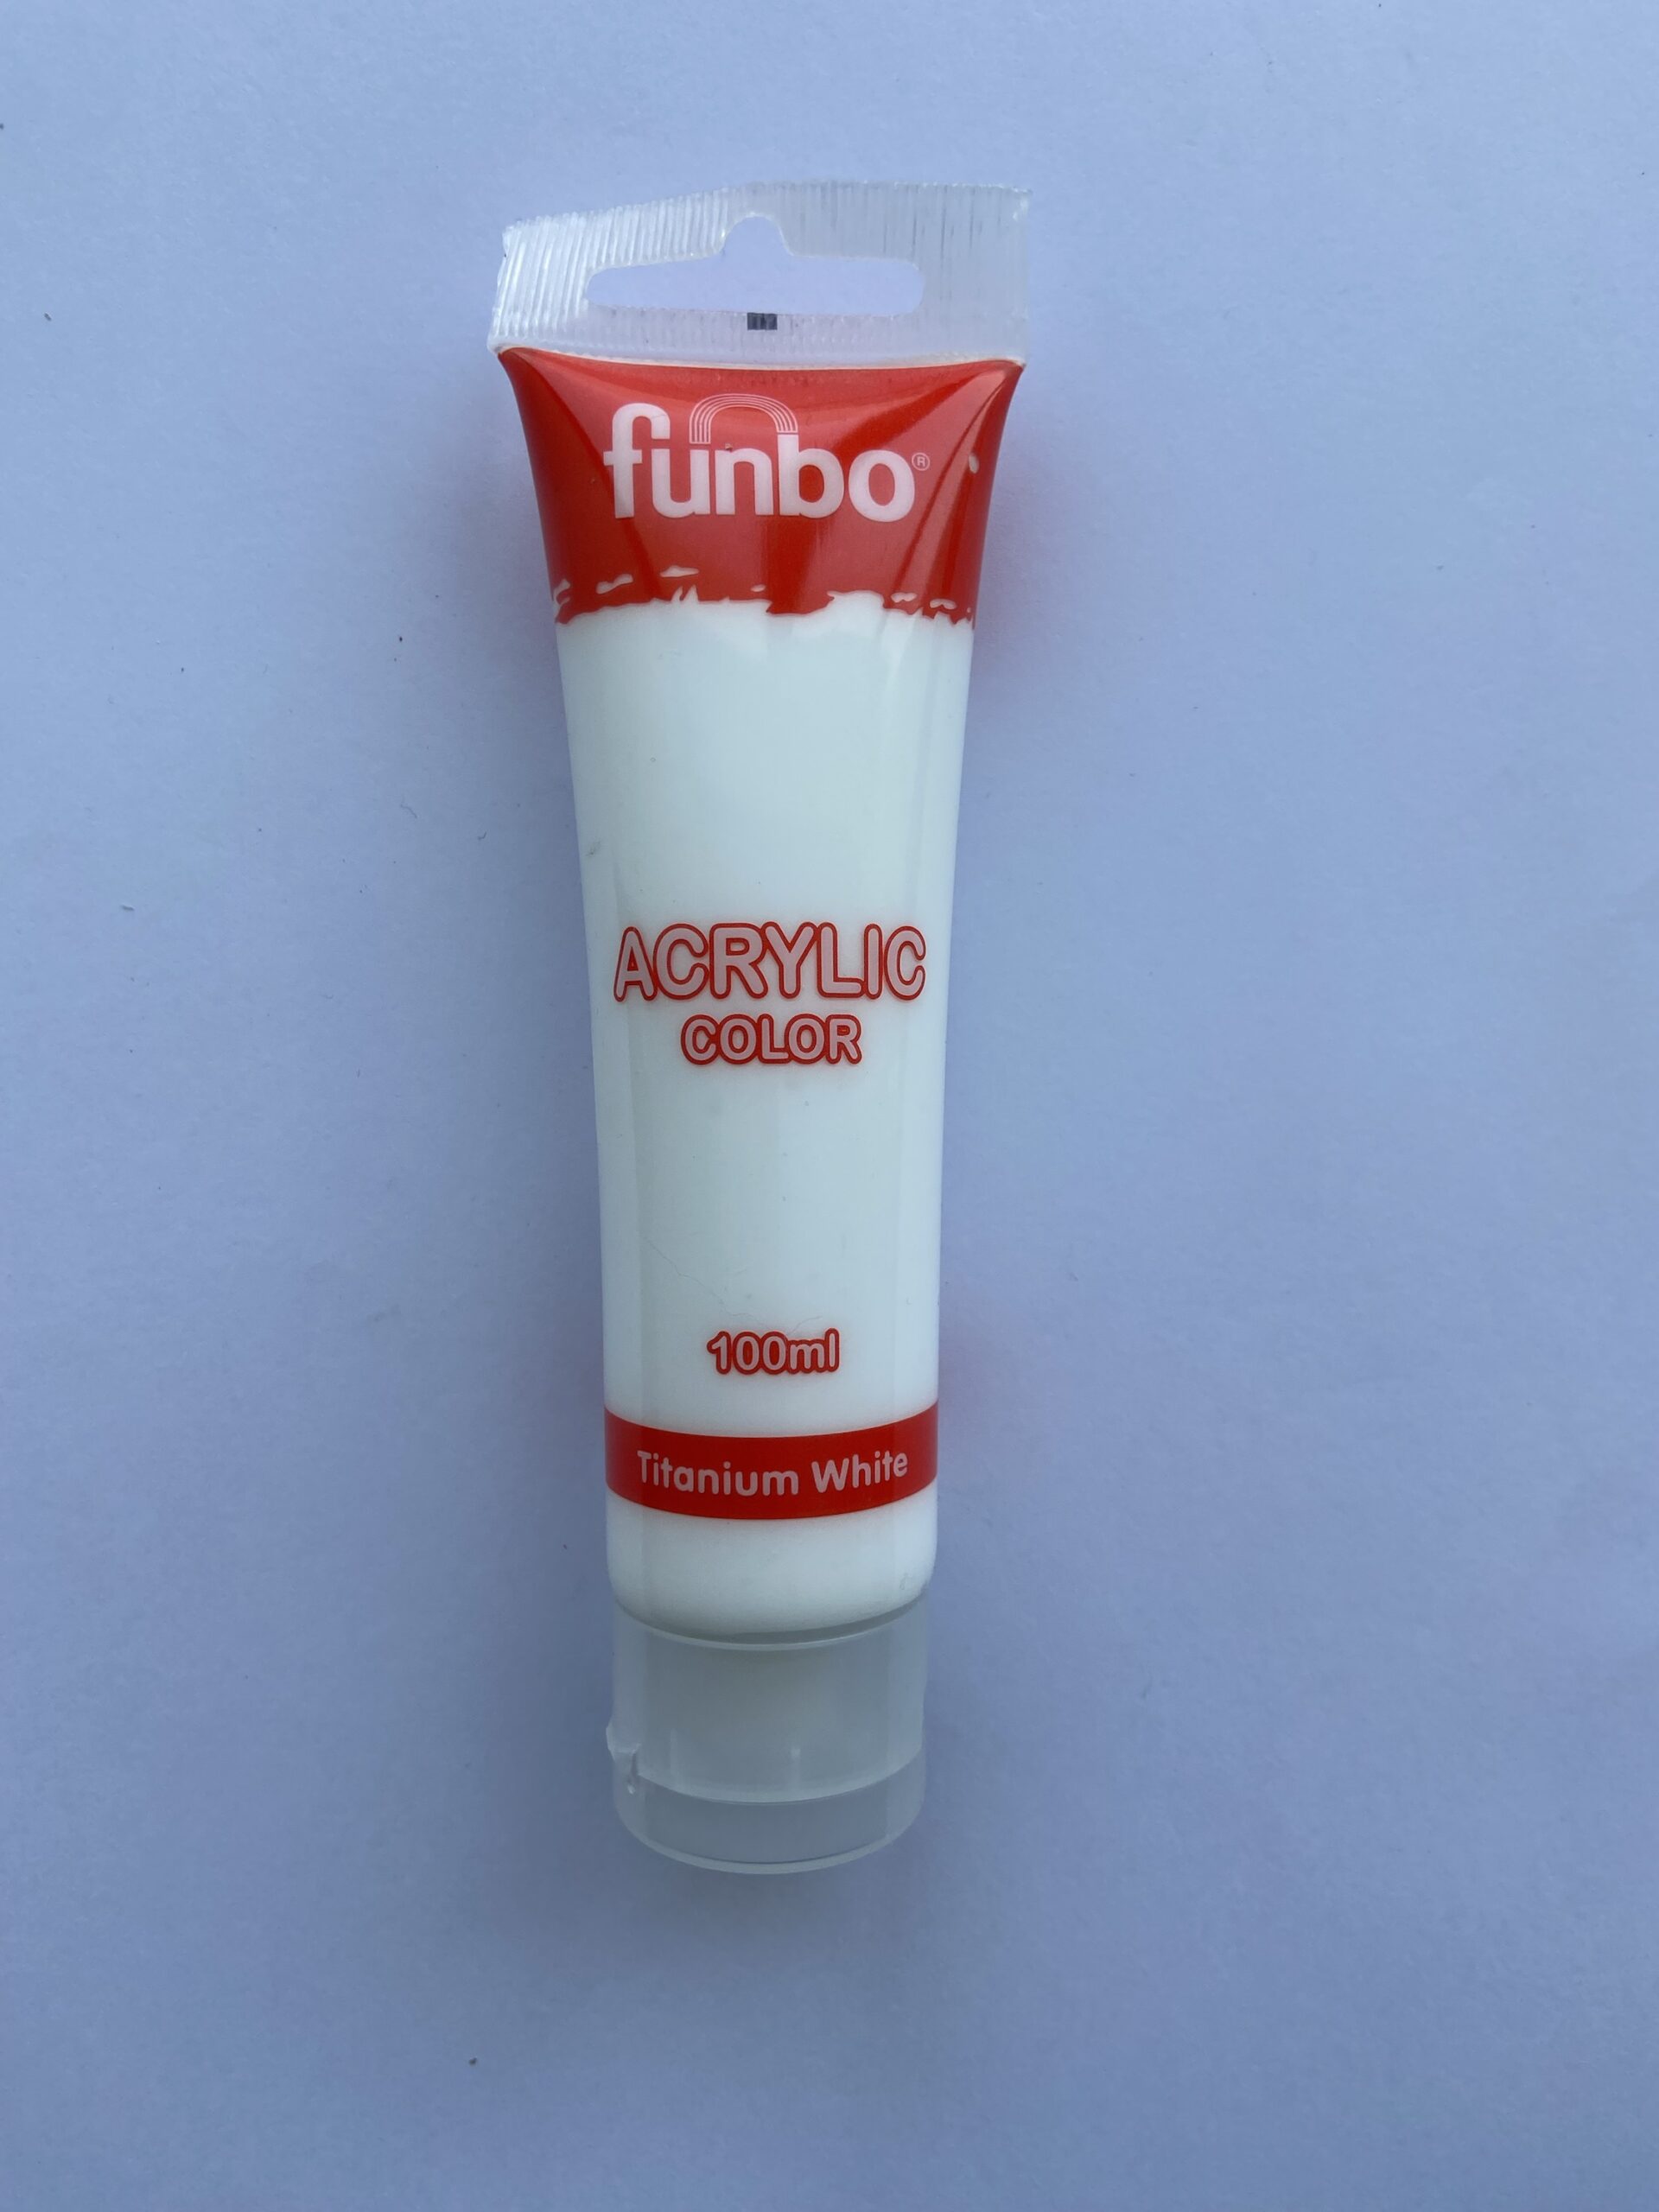 funbo®
ACRYLIC
COLOR
100ml
Titanium White